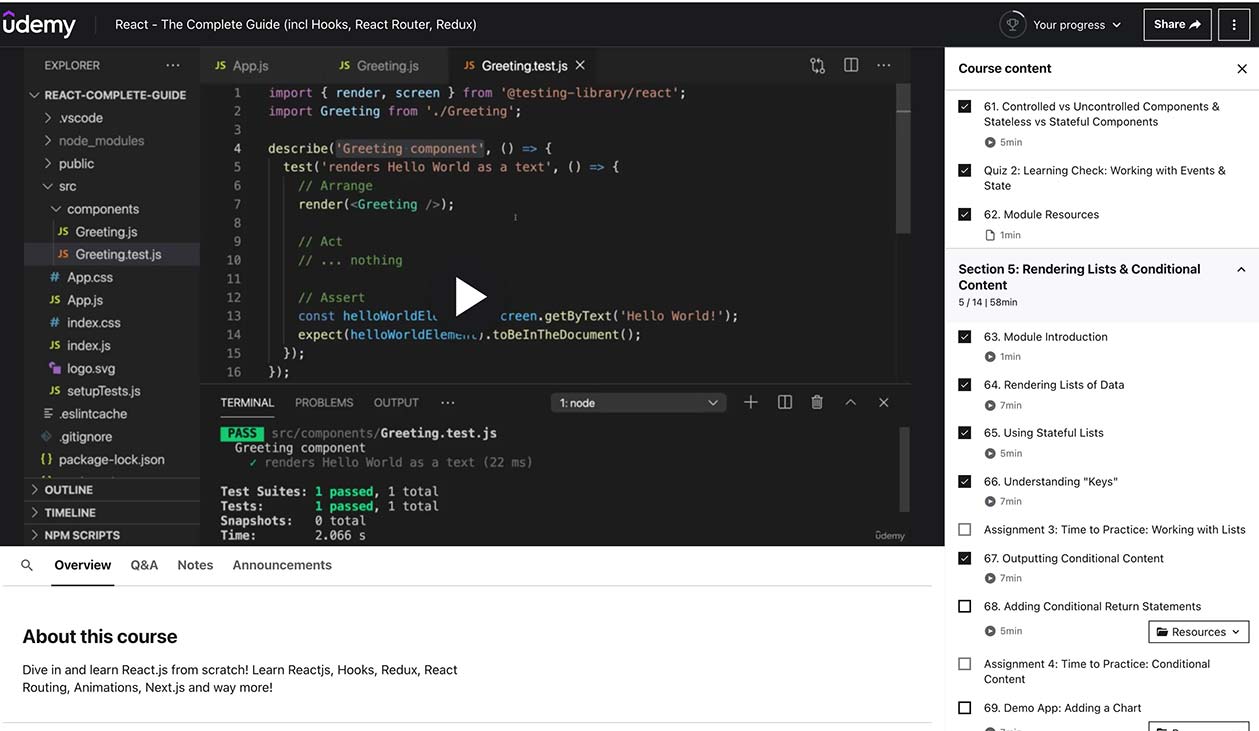 ûdemy
React - The Complete Guide (incl Hooks, React Router, Redux)
Your progress
Share
EXPLORER
REACT-COMPLETE-GUIDE
.vscode
node_modules
public
src
components
JS Greeting.js
JS Greeting.test.js
# App.css
JS App.js
# index.css
JS index.js
logo.svg
JS setupTests.js
.eslintcache
.gitignore
{} package-lock.json
OUTLINE
TIMELINE
NPM SCRIPTS
JS App.js
JS Greeting.js
JS Greeting.test.js
1 import { render, screen } from '@testing-library/react';
2 import Greeting from './Greeting';
3
4 describe('Greeting component', () => {
5 test('renders Hello World as a text', () => {
6 // Arrange
7 render(<Greeting />);
8
9 // Act
10 // ... nothing
11
12 // Assert
13 const creen.getByText('Hello World!');
14 expect(helloWorldElement).toBeInTheDocument();
15 });
16 });
TERMINAL PROBLEMS OUTPUT ...
1: node
PASS src/components/Greeting.test.js
Greeting component
✓ renders Hello World as a text (22 ms)
Test Suites: 1 passed, 1 total
Tests: 1 passed, 1 total
Snapshots: 0 total
Time: 2.066 s
ûdemy
Overview
Q&A
Notes
Announcements
About this course
Dive in and learn React.js from scratch! Learn Reactjs, Hooks, Redux, React
Routing, Animations, Next.js and way more!
Course content
61. Controlled vs Uncontrolled Components &
Stateless vs Stateful Components
5min
Quiz 2: Learning Check: Working with Events &
State
62. Module Resources
1min
Section 5: Rendering Lists & Conditional
Content
5 / 14 | 58min
63. Module Introduction
1min
64. Rendering Lists of Data
7min
65. Using Stateful Lists
5min
66. Understanding "Keys"
7min
Assignment 3: Time to Practice: Working with Lists
67. Outputting Conditional Content
7min
68. Adding Conditional Return Statements
5min
Resources
Assignment 4: Time to Practice: Conditional
Content
69. Demo App: Adding a Chart